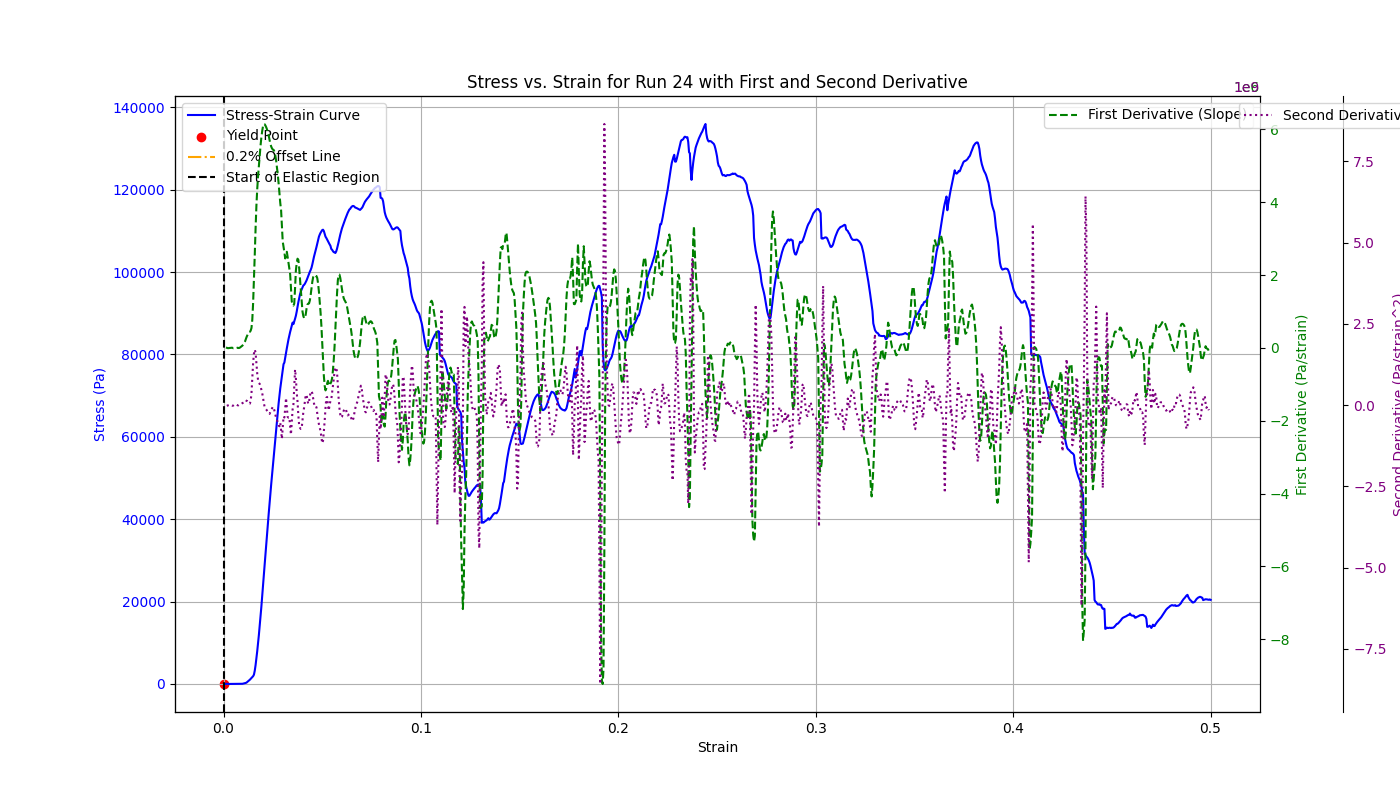 Stress vs. Strain for Run 24 with First and Second Derivative
140000
120000
100000
80000
60000
40000
20000
0
Stress (Pa)
Stress-Strain Curve
Yield Point
0.2% Offset Line
Start of Elastic Region
First Derivative (Slope)
Second Derivat
6
4
2
0
−2
−4
−6
−8
First Derivative (Pa/strain)
7.5
5.0
2.5
0.0
−2.5
−5.0
−7.5
Second Derivative (Pa/strain^2)
0.0
0.1
0.2
0.3
0.4
0.5
Strain